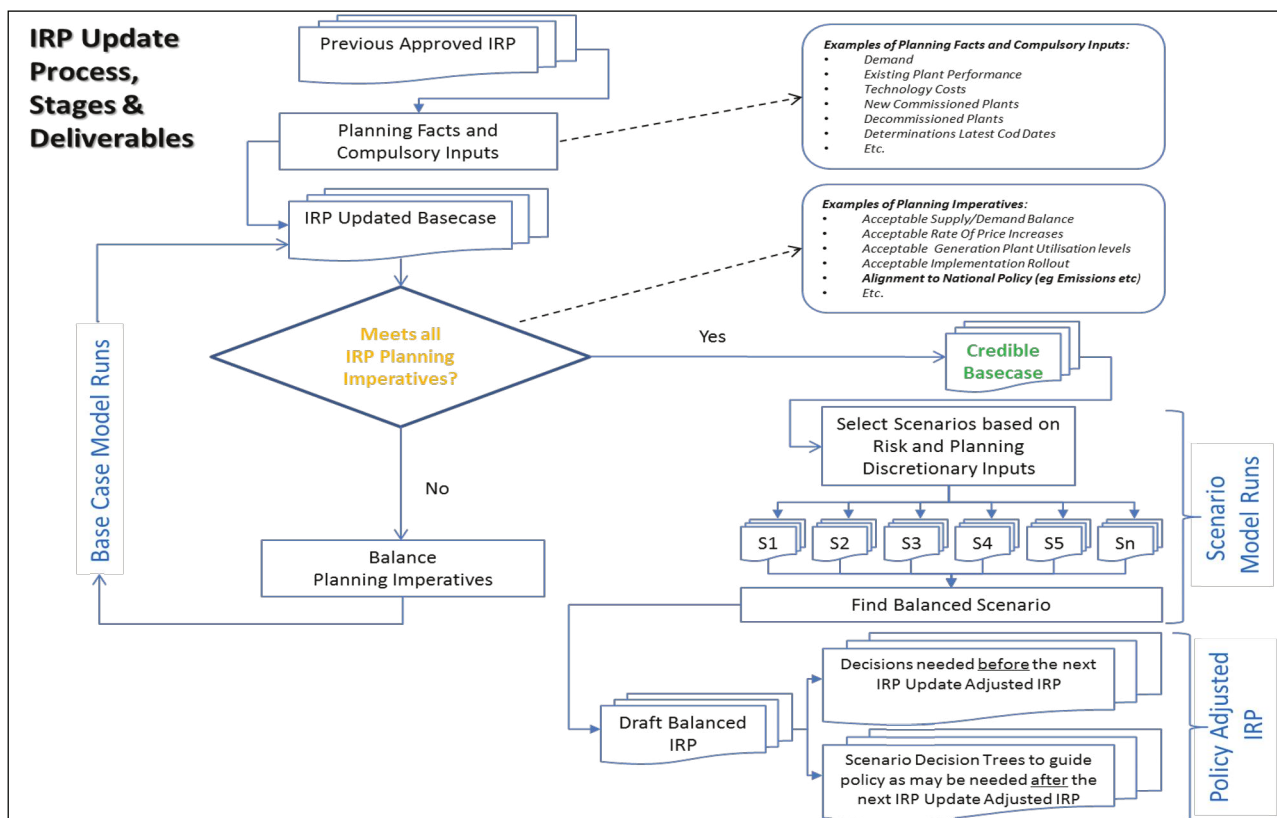 IRP Update
Process,
Stages &
Deliverables
Previous Approved IRP
Planning Facts and
Compulsory Inputs
IRP Updated Basecase
Meets all
IRP Planning
Imperatives?
Yes
No
Balance
Planning Imperatives
Base Case Model Runs
Examples of Planning Facts and Compulsory Inputs:
• Demand
• Existing Plant Performance
• Technology Costs
• New Commissioned Plants
• Decommissioned Plants
• Determinations Latest Cod Dates
• Etc.
Examples of Planning Imperatives:
• Acceptable Supply/Demand Balance
• Acceptable Rate Of Price Increases
• Acceptable Generation Plant Utilisation levels
• Acceptable Implementation Rollout
• Alignment to National Policy (eg Emissions etc)
• Etc.
Credible
Basecase
Select Scenarios based on
Risk and Planning
Discretionary Inputs
S1 S2 S3 S4 S5 Sn
Find Balanced Scenario
Scenario
Model Runs
Draft Balanced
IRP
Decisions needed before the next
IRP Update Adjusted IRP
Scenario Decision Trees to guide
policy as may be needed after the
next IRP Update Adjusted IRP
Policy Adjusted
IRP